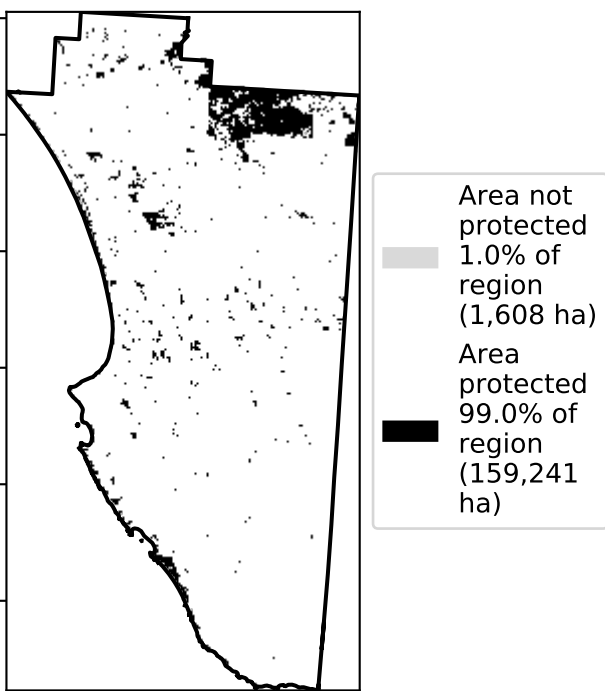 Area not
protected
1.0% of
region
(1,608 ha)
Area
protected
99.0% of
region
(159,241
ha)